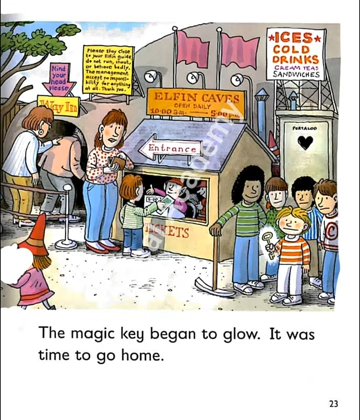 Please stay close
to your Elfin guide
do not run, shout,
or behave badly.
The management
accept no responsi-
bility for anything
at all. Thank you.
Mind
your
head
please
Way In
★ICES★
COLD
DRINKS
CREAM TEAS
SANDWICHES
ELFIN CAVES
OPEN DAILY
10:00 5:00
Entrance
PORTALOO
TICKETS
The magic key began to glow. It was
time to go home.
23